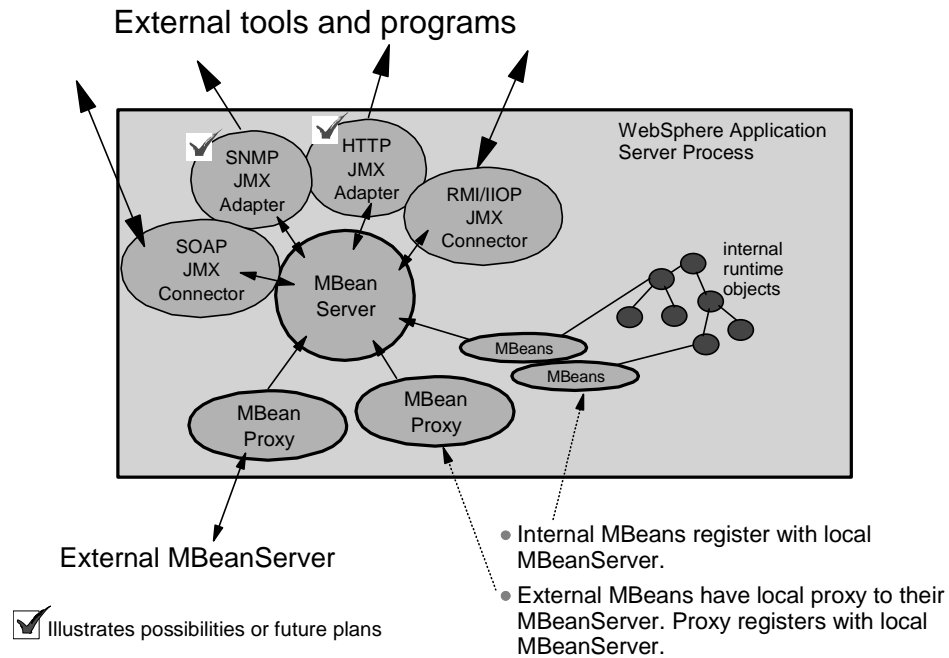 External tools and programs
WebSphere Application
Server Process
SNMP
JMX
Adapter
HTTP
JMX
Adapter
RMI/IIOP
JMX
Connector
SOAP
JMX
Connector
MBean
Server
internal
runtime
objects
MBeans
MBeans
MBean
Proxy
MBean
Proxy
External MBeanServer
Internal MBeans register with local
MBeanServer.
External MBeans have local proxy to their
MBeanServer. Proxy registers with local
MBeanServer.
Illustrates possibilities or future plans